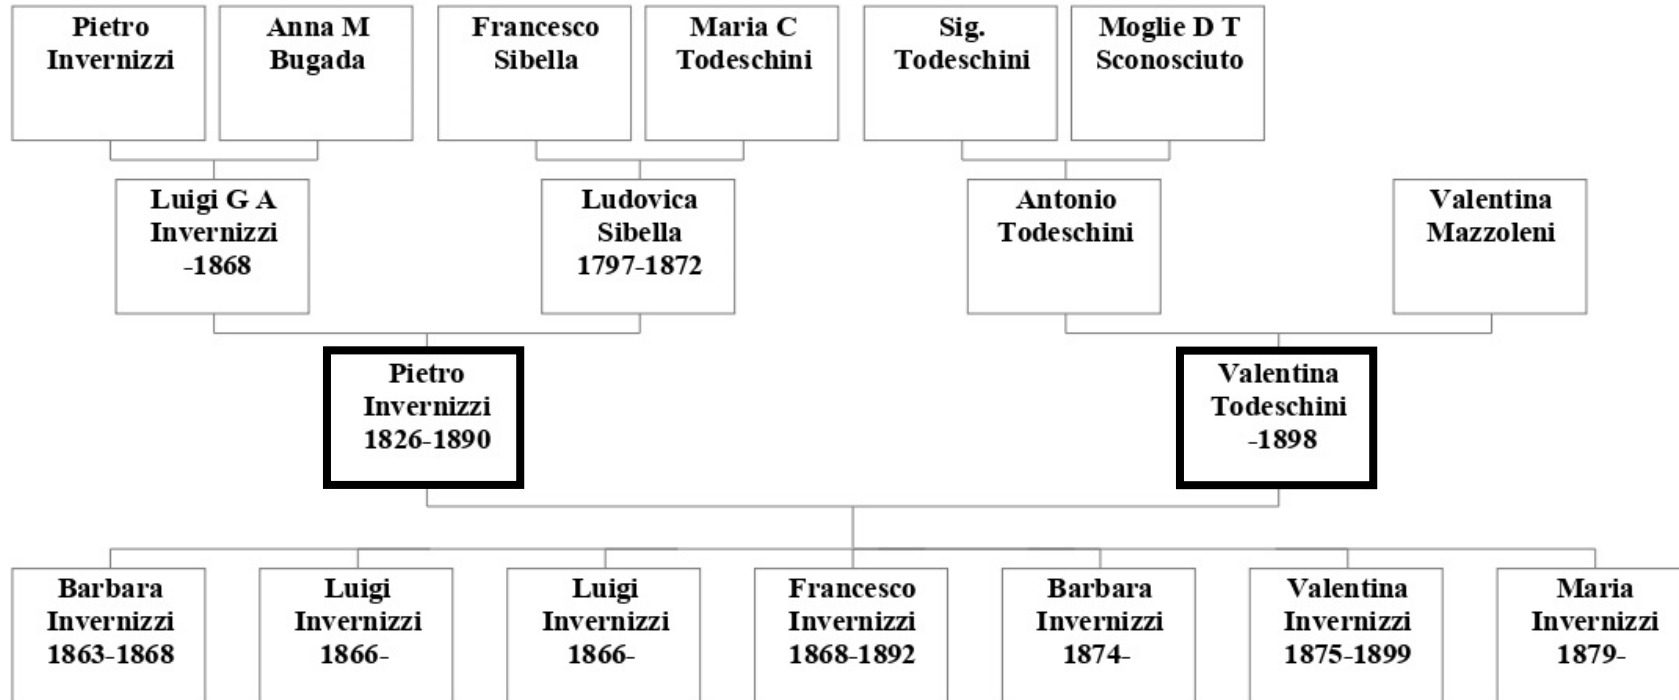 Pietro
Invernizzi
Anna M
Bugada
Francesco
Sibella
Maria C
Todeschini
Sig.
Todeschini
Moglie D T
Sconosciuto
Luigi G A
Invernizzi
-1868
Ludovica
Sibella
1797-1872
Antonio
Todeschini
Valentina
Mazzoleni
Pietro
Invernizzi
1826-1890
Valentina
Todeschini
-1898
Barbara
Invernizzi
1863-1868
Luigi
Invernizzi
1866-
Luigi
Invernizzi
1866-
Francesco
Invernizzi
1868-1892
Barbara
Invernizzi
1874-
Valentina
Invernizzi
1875-1899
Maria
Invernizzi
1879-